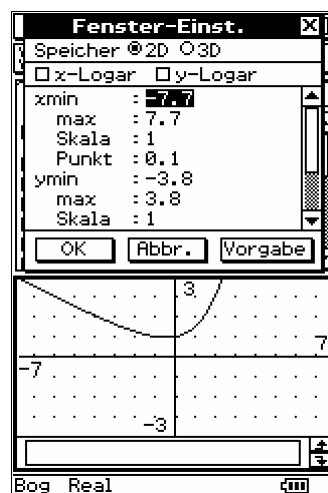 Fenster-Einst. X
Speicher 2D 3D
x-Logar y-Logar
xmin :-7.7
max :7.7
Skala :1
Punkt :0.1
ymin :-3.8
max :3.8
Skala :1
OK Abbr. Vorgabe
3
7
-7
-3
Bog Real